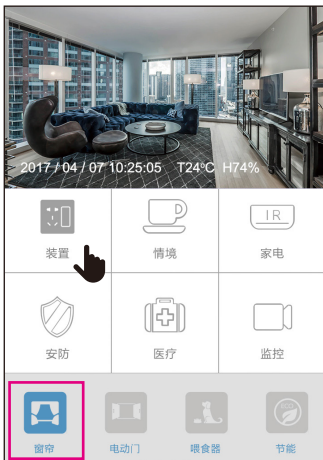 2017 / 04 / 07 10:25:05 T24°C H74%
IR
装置 情境 家电
安防 医疗 监控
ECO
窗帘 电动门 喂食器 节能